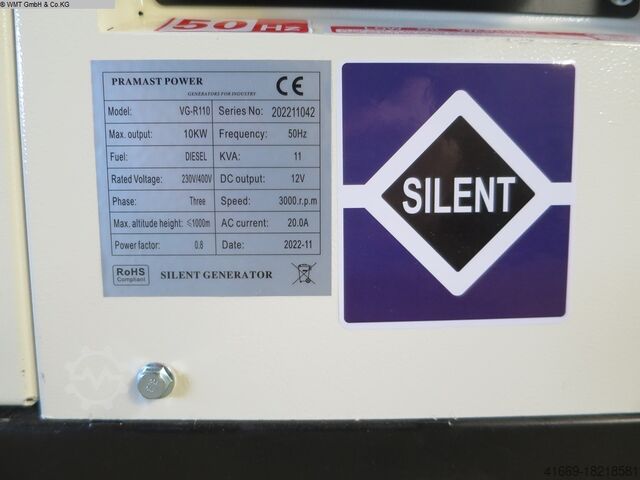 © WMT GmbH & Co.KG
50 Hz
PRAMAST POWER
GENERATORS FOR INDUSTRY
CE
Model: VG-R110 Series No: 202211042
Max. output: 10KW Frequency: 50Hz
Fuel: DIESEL KVA: 11
Rated Voltage: 230V/400V DC output: 12V
Phase: Three Speed: 3000.r.p.m
Max. altitude height: ≤1000m AC current: 20.0A
Power factor: 0.8 Date: 2022-11
RoHS
Compliant
SILENT GENERATOR
SILENT
41669-18218581